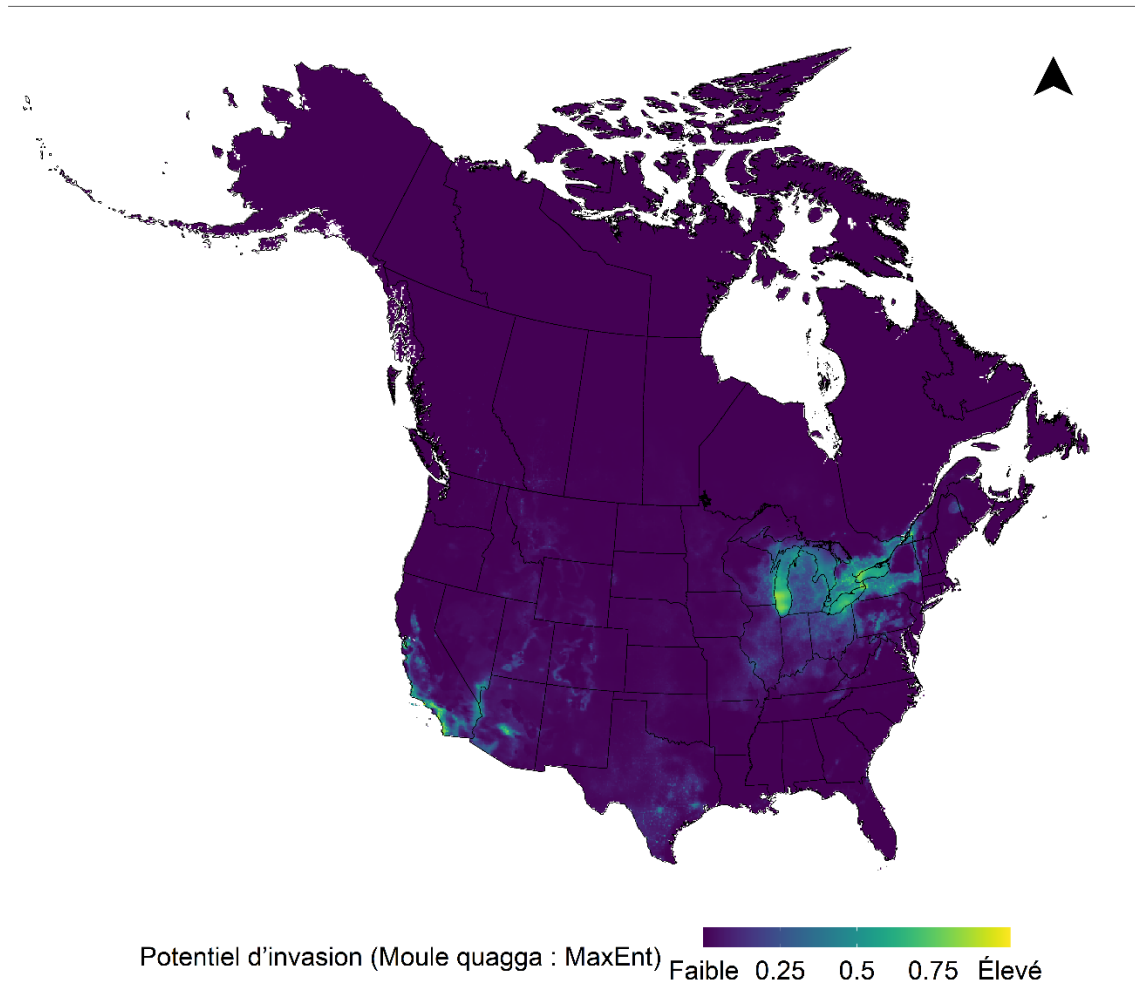 Potentiel d’invasion (Moule quagga : MaxEnt)
Faible 0.25 0.5 0.75 Élevé